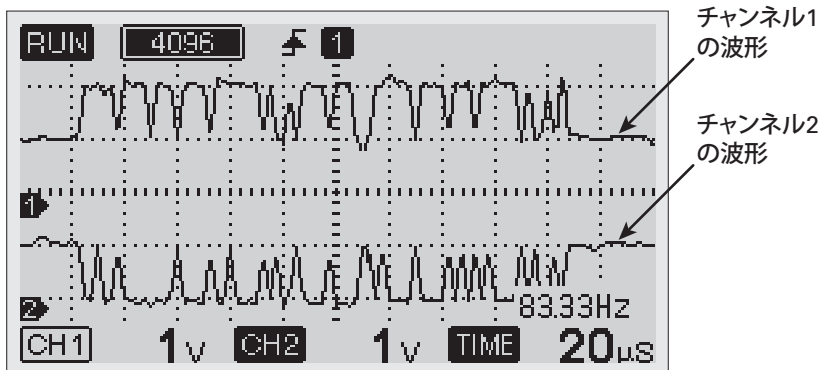 RUN 4096 1
チャンネル1
の波形
チャンネル2
の波形
1
2
83.33Hz
CH1 1V CH2 1V TIME 20µS